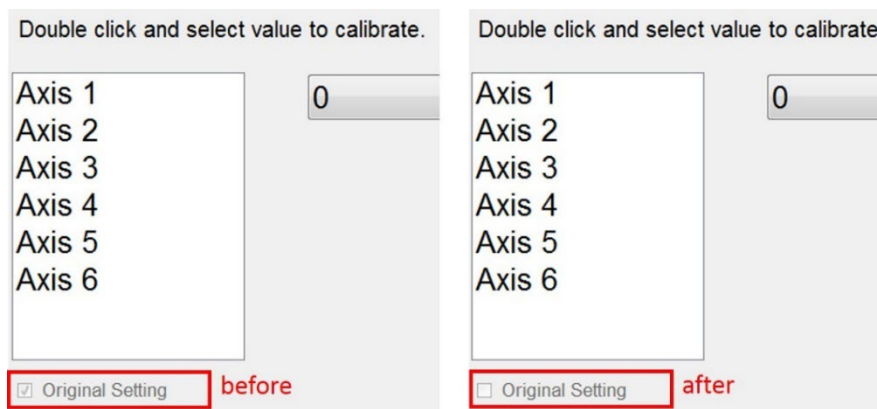 Double click and select value to calibrate.
Axis 1
Axis 2
Axis 3
Axis 4
Axis 5
Axis 6
0
Original Setting
before
Double click and select value to calibrate
Axis 1
Axis 2
Axis 3
Axis 4
Axis 5
Axis 6
0
Original Setting
after